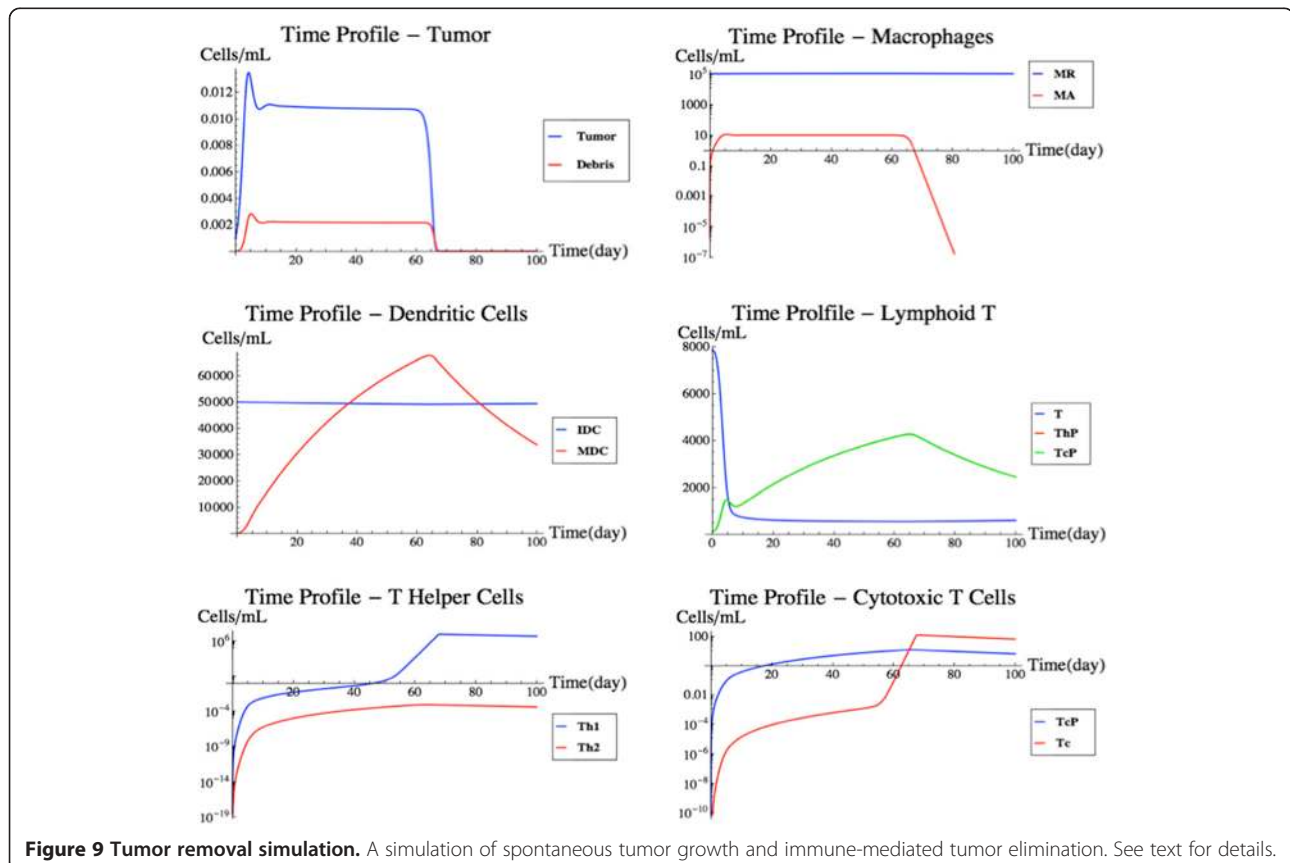 Time Profile – Tumor
Cells/mL
0.012
0.010
0.008
0.006
0.004
0.002
20 40 60 80 100
Time(day)
Tumor
Debris
Time Profile – Macrophages
Cells/mL
10^5
1000
10
0.1
0.001
10^-5
10^-7
20 40 60 80 100
Time(day)
MR
MA
Time Profile – Dendritic Cells
Cells/mL
60000
50000
40000
30000
20000
10000
20 40 60 80 100
Time(day)
IDC
MDC
Time Prolfile – Lymphoid T
Cells/mL
8000
6000
4000
2000
0 20 40 60 80 100
Time(day)
T
ThP
TcP
Time Profile – T Helper Cells
Cells/mL
10^6
10^-4
10^-9
10^-14
10^-19
20 40 60 80 100
Time(day)
Th1
Th2
Time Profile – Cytotoxic T Cells
Cells/mL
100
0.01
10^-4
10^-6
10^-8
10^-10
20 40 60 80 100
Time(day)
TcP
Tc
Figure 9 Tumor removal simulation. A simulation of spontaneous tumor growth and immune-mediated tumor elimination. See text for details.